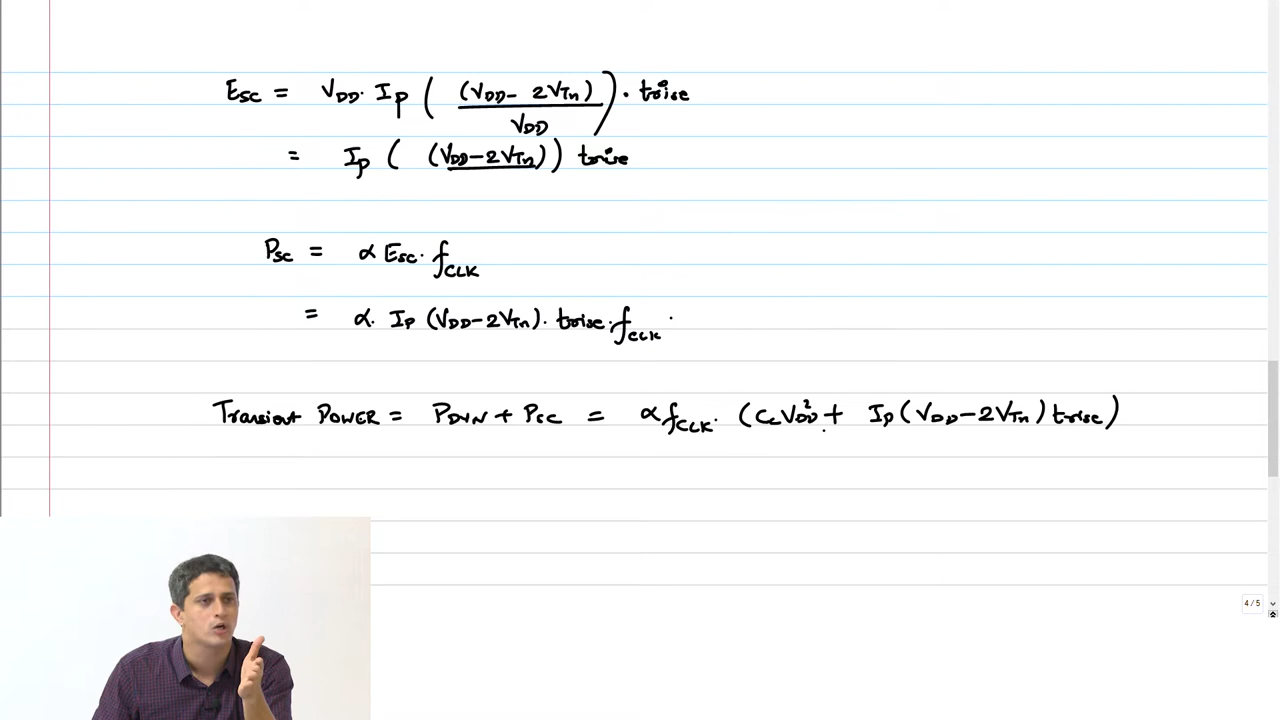 Esc = VDD. Ip ( (VDD - 2VTn) / VDD ) . trise
= Ip ( (VDD - 2VTn) ) trise
Psc = α Esc. fCLK
= α. Ip (VDD - 2VTn). trise. fCLK .
Transient POWER = PDYN + PSC = α fCLK. (CL VDD² + Ip (VDD - 2VTn) trise)
4/5